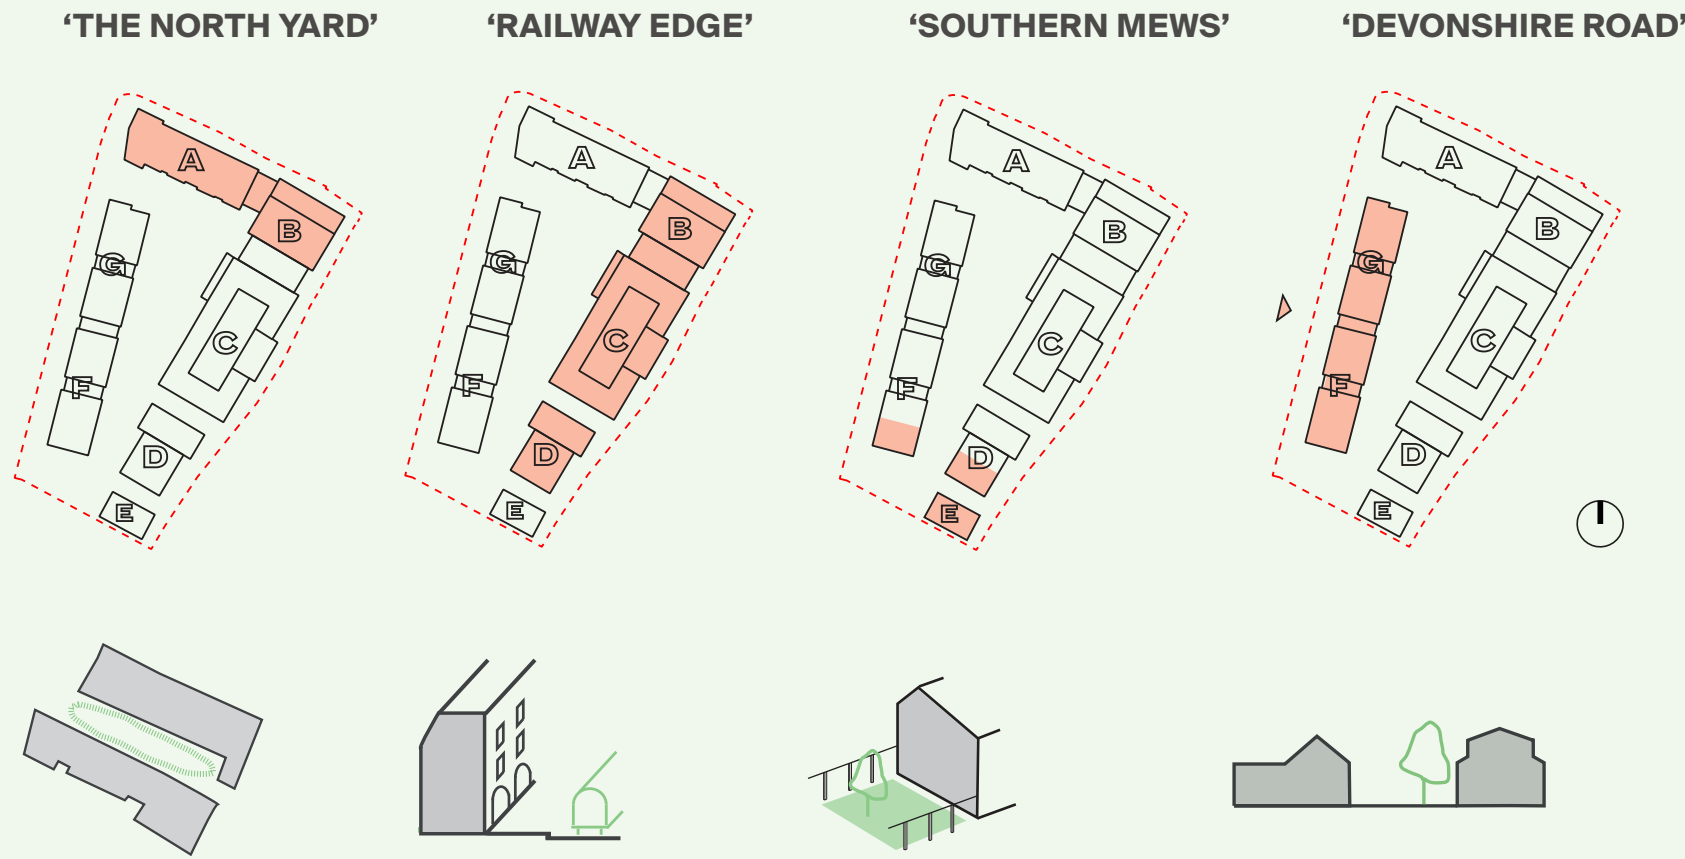 ‘THE NORTH YARD’
‘RAILWAY EDGE’
‘SOUTHERN MEWS’
‘DEVONSHIRE ROAD’
A
B
G
C
F
D
E
A
B
G
C
F
D
E
A
B
G
C
F
D
E
A
B
G
C
F
D
E